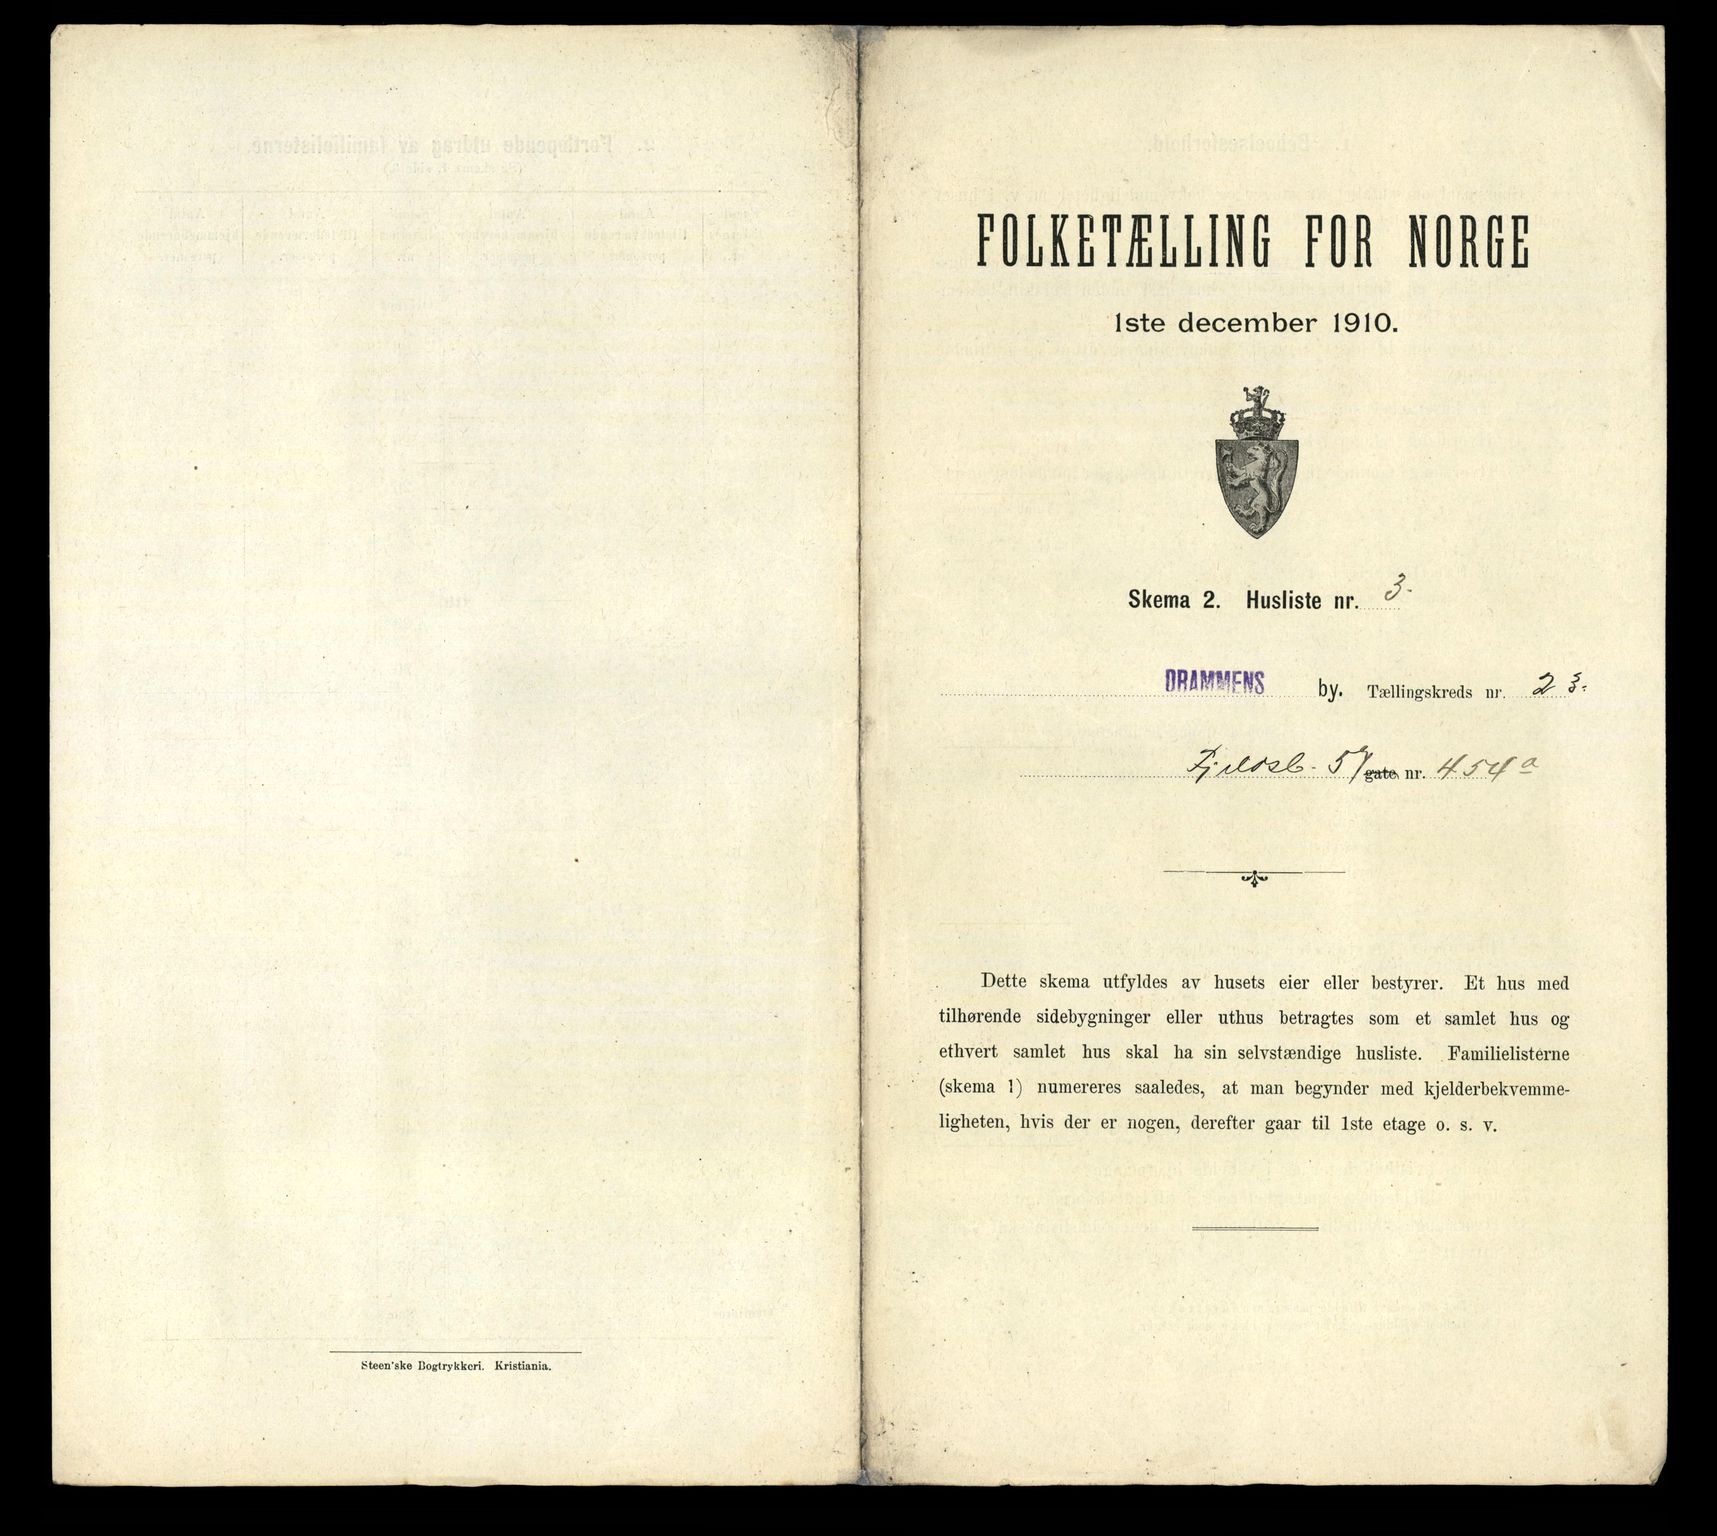 Steen'ske Bogtrykkeri. Kristiania.
FOLKETÆLLING FOR NORGE
1ste december 1910.
Skema 2. Husliste nr. 3.
DRAMMENS by. Tællingskreds nr. 23.
gate nr. 454a
Dette skema utfyldes av husets eier eller bestyrer. Et hus med
tilhørende sidebygninger eller uthus betragtes som et samlet hus og
ethvert samlet hus skal ha sin selvstændige husliste. Familielisterne
(skema 1) numereres saaledes, at man begynder med kjelderbekvemme-
ligheten, hvis der er nogen, derefter gaar til 1ste etage o. s. v.